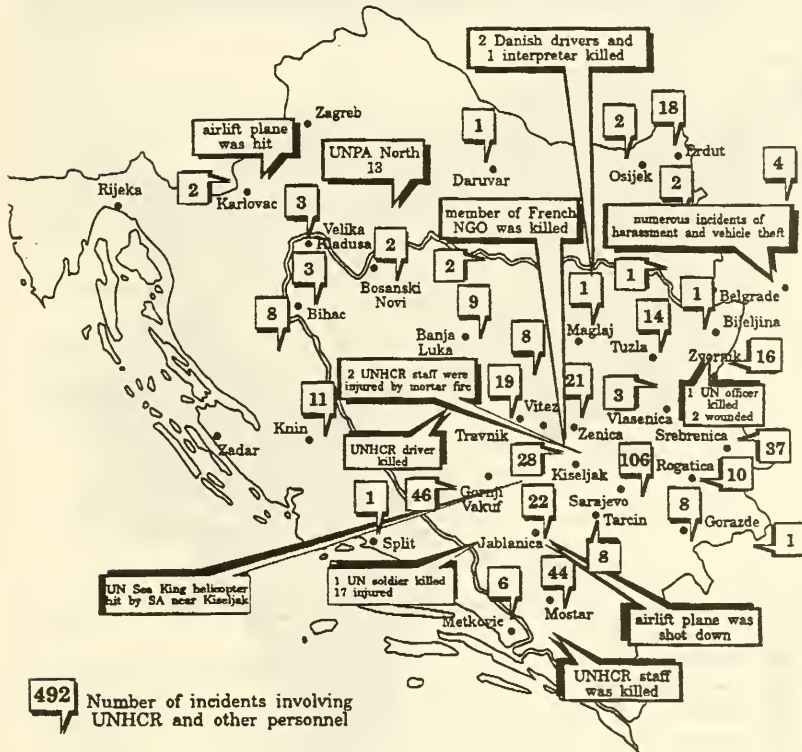 2 Danish drivers and
1 interpreter killed
18
Zagreb
airlift plane
was hit
1
2
Erdut
UNPA North
13
Daruvar
Osijek
4
Rijeka
2
Karlovac
2
3
member of French
NGO was killed
numerous incidents of
harassment and vehicle theft
Velika
Kladusa
2
2
1
3
Bosanski
Novi
1
1
Belgrade
Bihac
9
14
Bijeljina
8
Banja
Luka
8
Maglaj
Tuzla
Zvornik
16
2 UNHCR staff were
injured by mortar fire
19
21
3
1 UN officer
killed
2 wounded
11
Vitez
Vlasenica
Knin
UNHCR driver
killed
Travnik
Zenica
Srebrenica
37
Zadar
28
Kiseljak
106
Rogatica
10
1
46
Gornji
Vakuf
22
Sarajevo
8
Tarcin
Gorazde
Split
Jablanica
1
8
UN Sea King helicopter
hit by SA near Kiseljak
1 UN soldier killed
17 injured
6
44
Mostar
Metkovic
airlift plane was
shot down
UNHCR staff
was killed
492
Number of incidents involving
UNHCR and other personnel